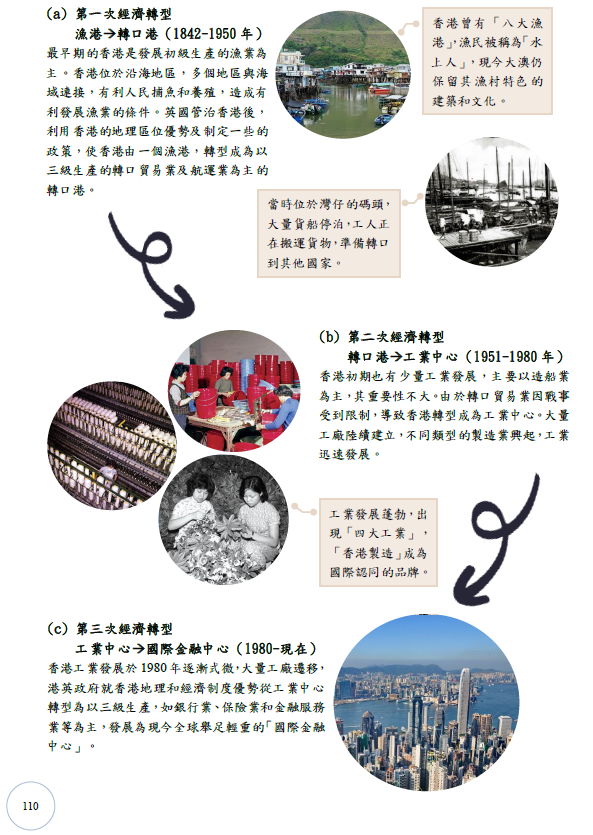 (a) 第一次經濟轉型
漁港→轉口港（1842-1950 年）
最早期的香港是發展初級生產的漁業為
主。香港位於沿海地區，多個地區與海
域連接，有利人民捕魚和養殖，造成有
利發展漁業的條件。英國管治香港後，
利用香港的地理區位優勢及制定一些的
政策，使香港由一個漁港，轉型成為以
三級生產的轉口貿易業及航運業為主的
轉口港。
香港曾有「八大漁
港」，漁民被稱為「水
上人」，現今大澳仍
保留其漁村特色的
建築和文化。
當時位於灣仔的碼頭，
大量貨船停泊，工人正
在搬運貨物，準備轉口
到其他國家。
(b) 第二次經濟轉型
轉口港→工業中心（1951-1980 年）
香港初期也有少量工業發展，主要以造船業
為主，其重要性不大。由於轉口貿易業因戰事
受到限制，導致香港轉型成為工業中心。大量
工廠陸續建立，不同類型的製造業興起，工業
迅速發展。
工業發展蓬勃，出
現「四大工業」，
「香港製造」成為
國際認同的品牌。
(c) 第三次經濟轉型
工業中心→國際金融中心（1980-現在）
香港工業發展於 1980 年逐漸式微，大量工廠遷移，
港英政府就香港地理和經濟制度優勢從工業中心
轉型為以三級生產，如銀行業、保險業和金融服務
業等為主，發展為現今全球舉足輕重的「國際金融
中心」。
110